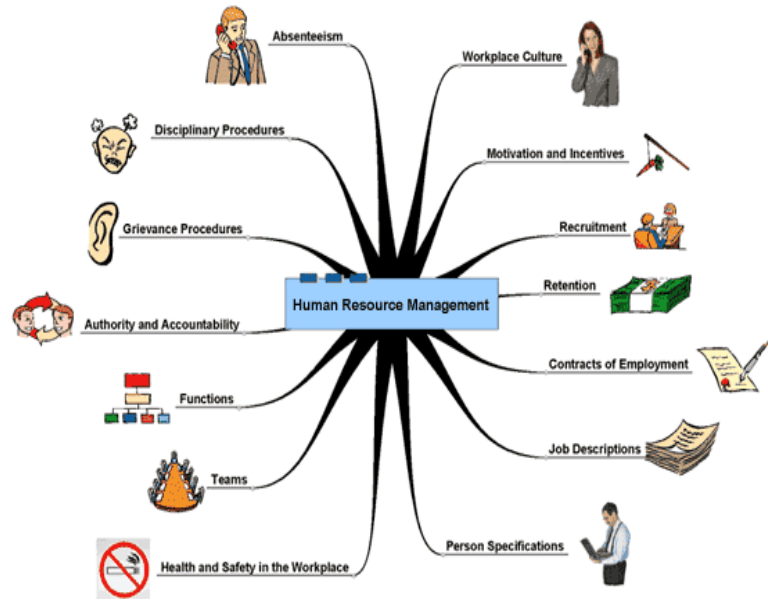 Absenteeism
Workplace Culture
Disciplinary Procedures
Motivation and Incentives
Grievance Procedures
Recruitment
Retention
Human Resource Management
Authority and Accountability
Contracts of Employment
Functions
Job Descriptions
Teams
Person Specifications
Health and Safety in the Workplace